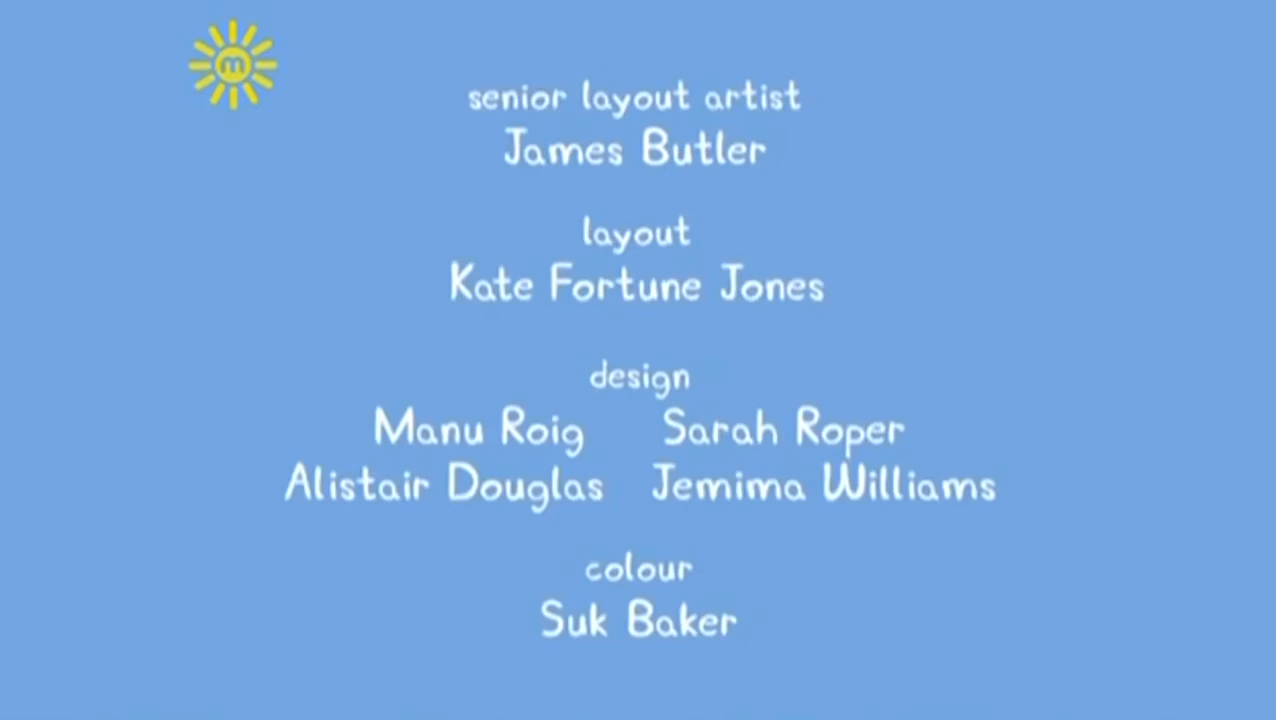 m
senior layout artist
James Butler
layout
Kate Fortune Jones
design
Manu Roig Sarah Roper
Alistair Douglas Jemima Williams
colour
Suk Baker